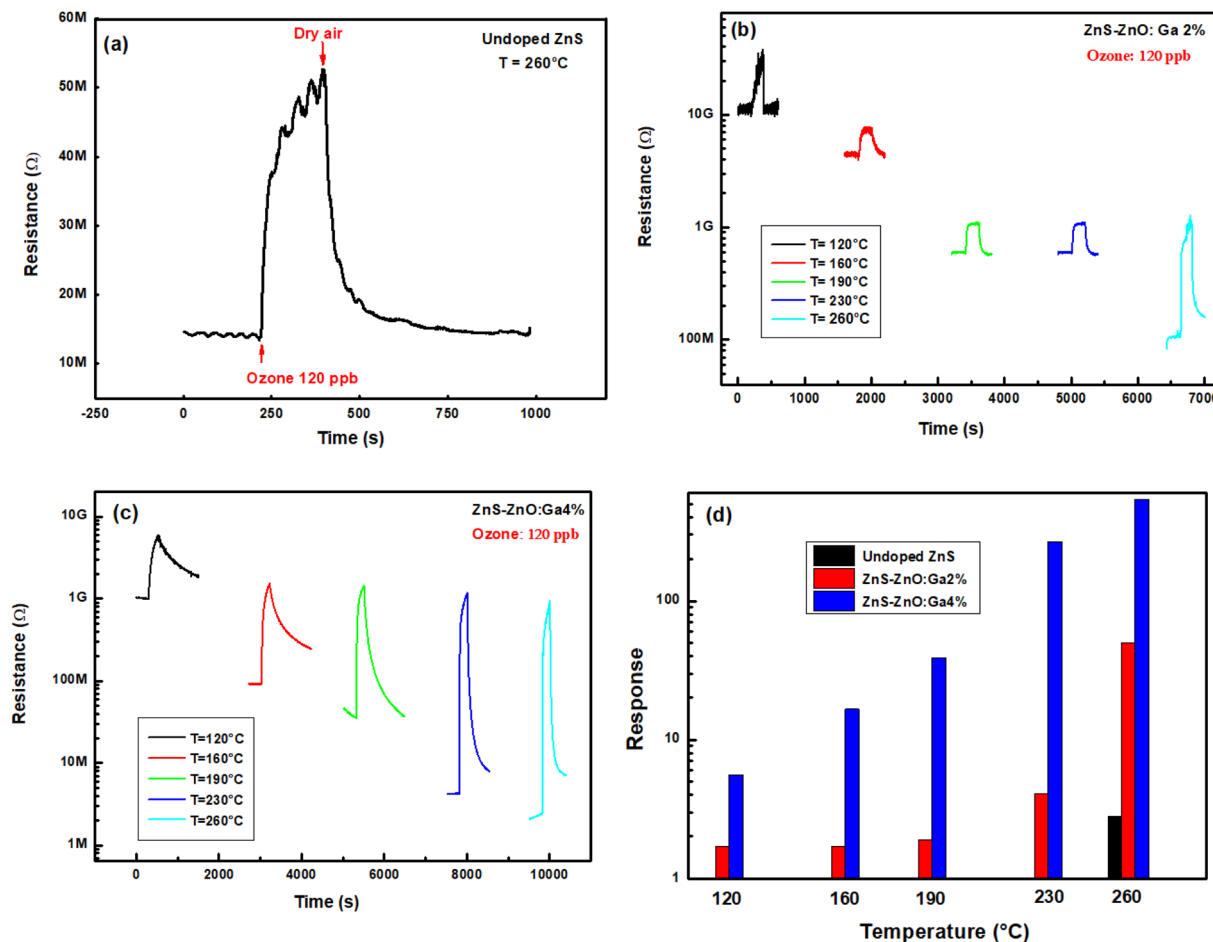 (a)
Undoped ZnS
T = 260°C
Dry air
Ozone 120 ppb
60M
50M
40M
30M
20M
10M
Resistance (Ω)
-250 0 250 500 750 1000
Time (s)
(b)
ZnS-ZnO: Ga 2%
Ozone: 120 ppb
10G
1G
100M
Resistance (Ω)
T= 120°C
T= 160°C
T= 190°C
T= 230°C
T= 260°C
0 1000 2000 3000 4000 5000 6000 7000
Time (s)
(c)
ZnS-ZnO:Ga4%
Ozone: 120 ppb
10G
1G
100M
10M
1M
Resistance (Ω)
T=120°C
T=160°C
T=190°C
T=230°C
T=260°C
0 2000 4000 6000 8000 10000
Time (s)
(d)
Undoped ZnS
ZnS-ZnO:Ga2%
ZnS-ZnO:Ga4%
100
10
1
Response
120 160 190 230 260
Temperature (°C)